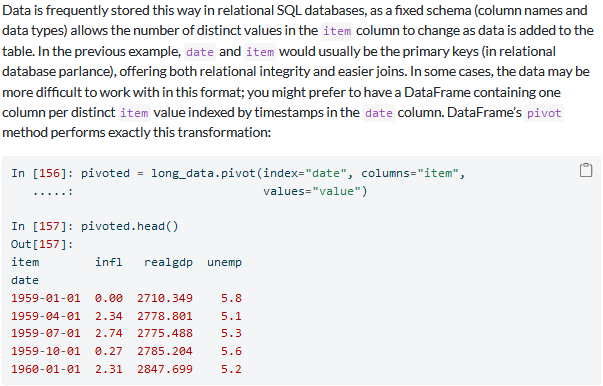 Data is frequently stored this way in relational SQL databases, as a fixed schema (column names and
data types) allows the number of distinct values in the item column to change as data is added to the
table. In the previous example, date and item would usually be the primary keys (in relational
database parlance), offering both relational integrity and easier joins. In some cases, the data may be
more difficult to work with in this format; you might prefer to have a DataFrame containing one
column per distinct item value indexed by timestamps in the date column. DataFrame's pivot
method performs exactly this transformation:
In [156]: pivoted = long_data.pivot(index="date", columns="item",
.....:                          values="value")
In [157]: pivoted.head()
Out[157]:
item        infl   realgdp  unemp
date
1959-01-01  0.00  2710.349    5.8
1959-04-01  2.34  2778.801    5.1
1959-07-01  2.74  2775.488    5.3
1959-10-01  0.27  2785.204    5.6
1960-01-01  2.31  2847.699    5.2